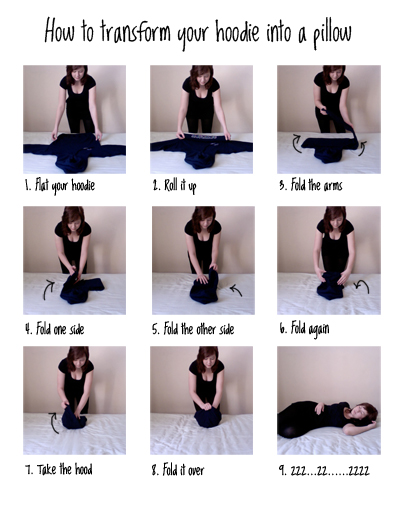 How to transform your hoodie into a pillow
1. Flat your hoodie
2. Roll it up
3. Fold the arms
4. Fold one side
5. Fold the other side
6. Fold again
7. Take the hood
8. Fold it over
9. zzz...zz......zzzz